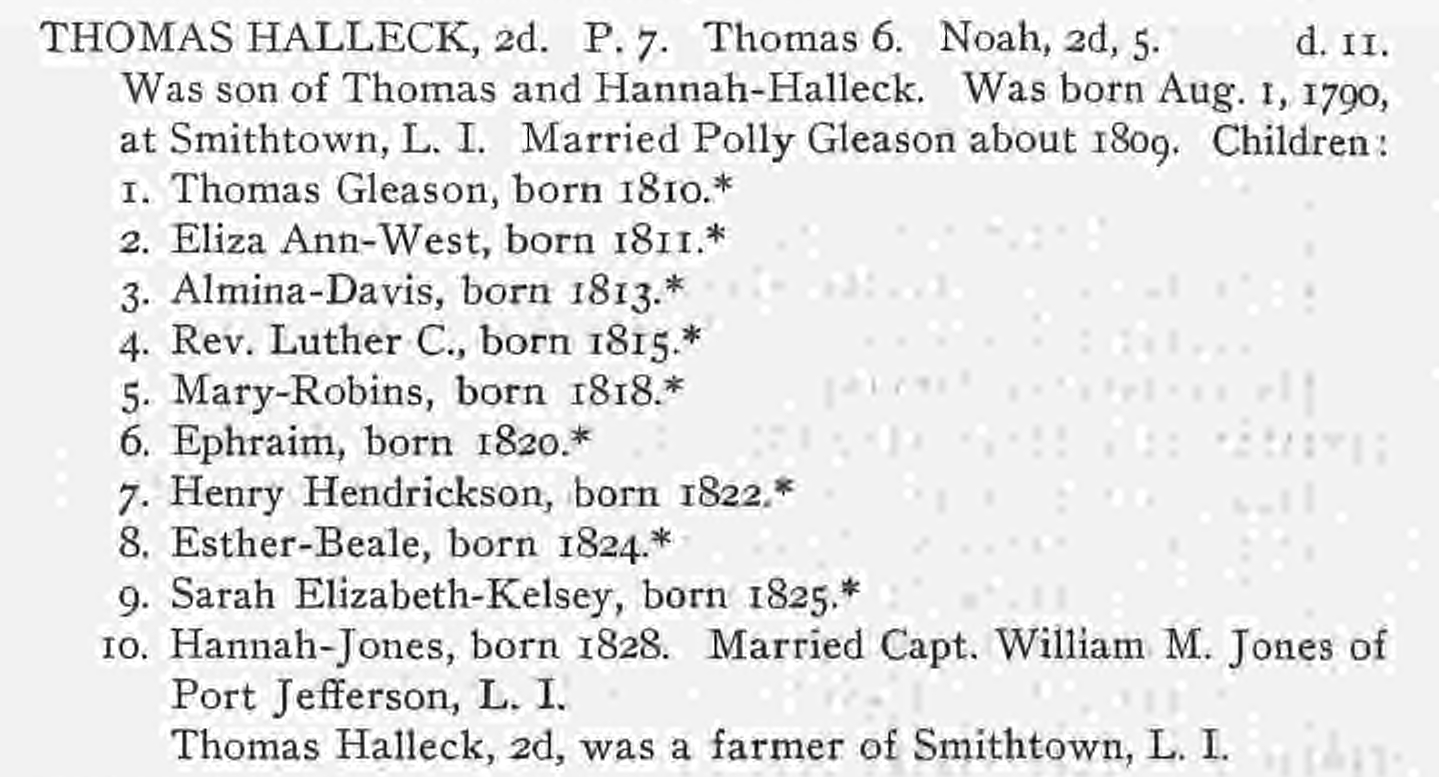 THOMAS HALLECK, 2d. P. 7. Thomas 6. Noah, 2d, 5. d. 11.
Was son of Thomas and Hannah-Halleck. Was born Aug. 1, 1790,
at Smithtown, L. I. Married Polly Gleason about 1809. Children:
1. Thomas Gleason, born 1810.*
2. Eliza Ann-West, born 1811.*
3. Almina-Davis, born 1813.*
4. Rev. Luther C., born 1815.*
5. Mary-Robins, born 1818.*
6. Ephraim, born 1820.*
7. Henry Hendrickson, born 1822.*
8. Esther-Beale, born 1824.*
9. Sarah Elizabeth-Kelsey, born 1825.*
10. Hannah-Jones, born 1828. Married Capt. William M. Jones of
Port Jefferson, L. I.
Thomas Halleck, 2d, was a farmer of Smithtown, L. I.